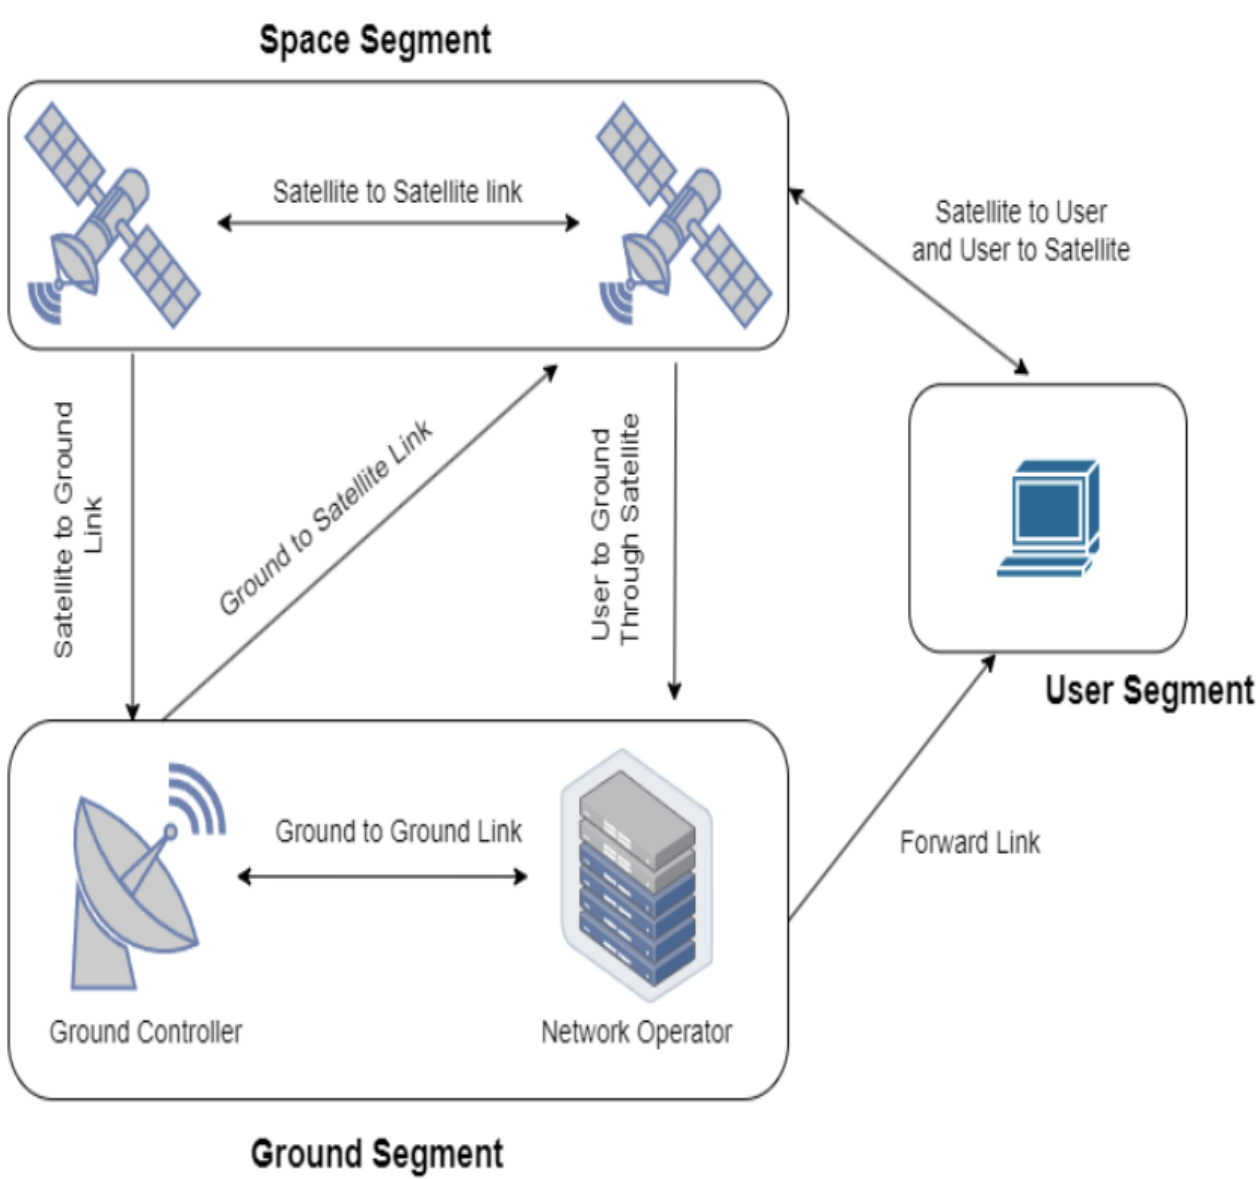 Space Segment
Satellite to Satellite link
Satellite to User
and User to Satellite
Satellite to Ground
Link
Ground to Satellite Link
User to Ground
Through Satellite
User Segment
Ground to Ground Link
Forward Link
Ground Controller
Network Operator
Ground Segment